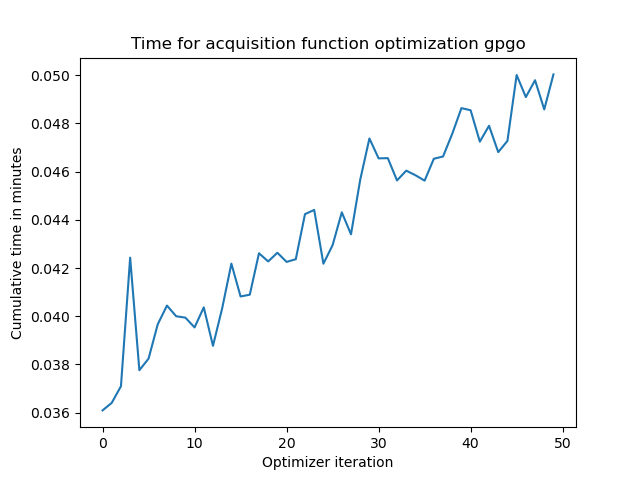 Time for acquisition function optimization gpgo
0.050
0.048
0.046
0.044
0.042
0.040
0.038
0.036
Cumulative time in minutes
0 10 20 30 40 50
Optimizer iteration